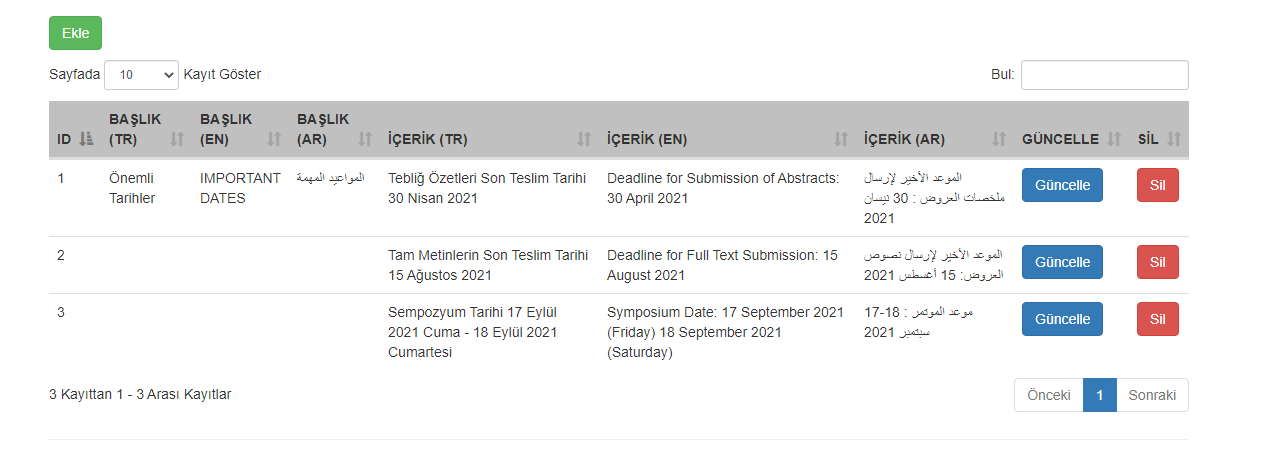 Ekle
Sayfada 10 Kayıt Göster
Bul:
ID
BAŞLIK (TR)
BAŞLIK (EN)
BAŞLIK (AR)
İÇERİK (TR)
İÇERİK (EN)
İÇERİK (AR)
GÜNCELLE
SİL
1
Önemli
Tarihler
IMPORTANT
DATES
المواعيد المهمة
Tebliğ Özetleri Son Teslim Tarihi
30 Nisan 2021
Deadline for Submission of Abstracts:
30 April 2021
الموعد الأخير لإرسال
ملخصات العروض : 30 نيسان
2021
Güncelle
Sil
2
Tam Metinlerin Son Teslim Tarihi
15 Ağustos 2021
Deadline for Full Text Submission: 15
August 2021
الموعد الأخير لإرسال نصوص
العروض: 15 أغسطس 2021
Güncelle
Sil
3
Sempozyum Tarihi 17 Eylül
2021 Cuma - 18 Eylül 2021
Cumartesi
Symposium Date: 17 September 2021
(Friday) 18 September 2021
(Saturday)
موعد الموتمر : 18-17
سبتمبر 2021
Güncelle
Sil
3 Kayıttan 1 - 3 Arası Kayıtlar
Önceki 1 Sonraki